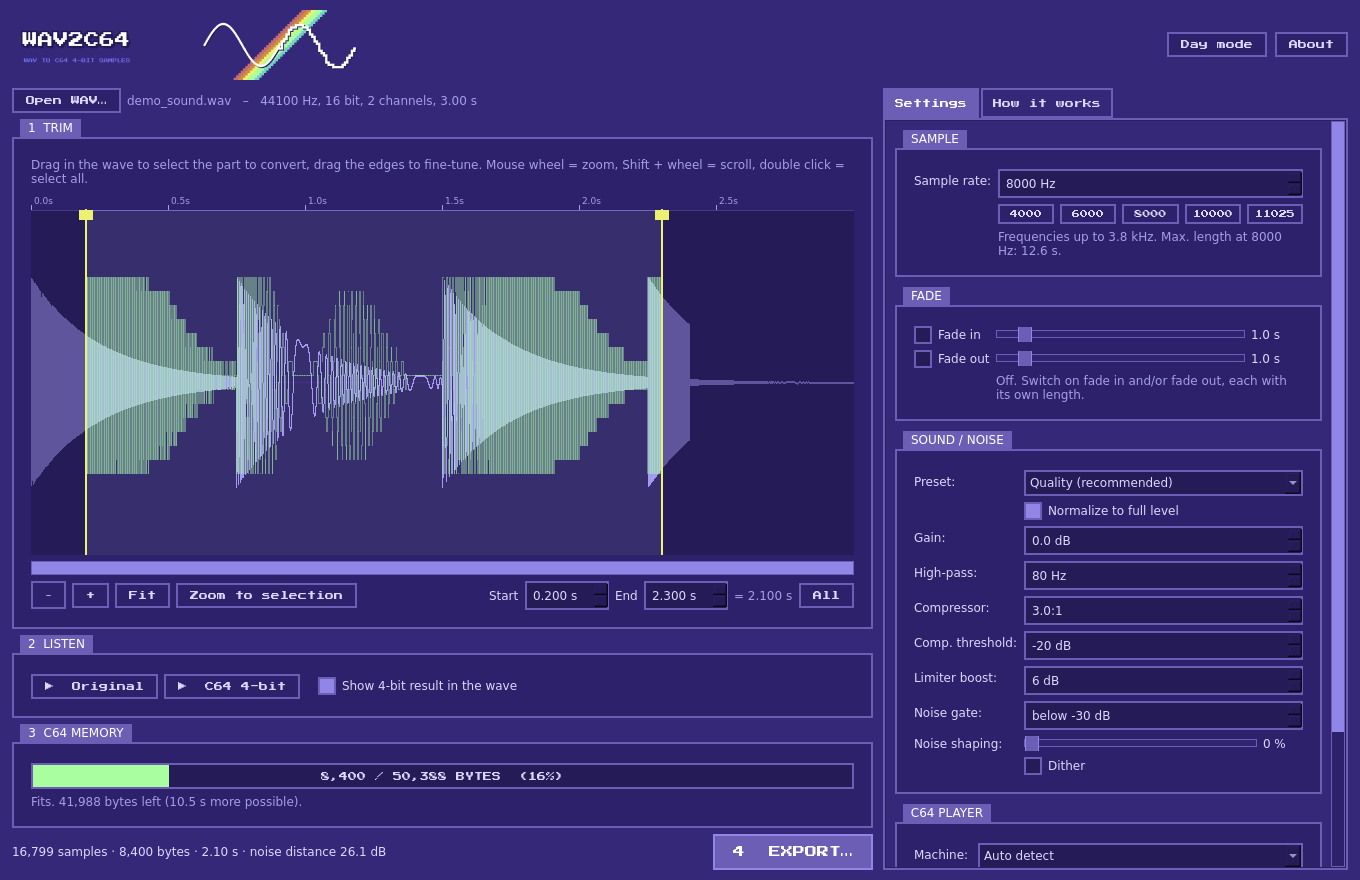 WAV2C64
WAV TO C64 4-BIT SAMPLES
Day mode
About
Open WAV…
demo_sound.wav – 44100 Hz, 16 bit, 2 channels, 3.00 s
1 TRIM
Drag in the wave to select the part to convert, drag the edges to fine-tune. Mouse wheel = zoom, Shift + wheel = scroll, double click =
select all.
0.0s 0.5s 1.0s 1.5s 2.0s 2.5s
- + Fit Zoom to selection Start 0.200 s End 2.300 s = 2.100 s All
2 LISTEN
▶ Original ▶ C64 4-bit Show 4-bit result in the wave
3 C64 MEMORY
8,400 / 50,388 BYTES (16%)
Fits. 41,988 bytes left (10.5 s more possible).
16,799 samples · 8,400 bytes · 2.10 s · noise distance 26.1 dB
4 EXPORT…
Settings
How it works
SAMPLE
Sample rate: 8000 Hz
4000 6000 8000 10000 11025
Frequencies up to 3.8 kHz. Max. length at 8000
Hz: 12.6 s.
FADE
Fade in 1.0 s
Fade out 1.0 s
Off. Switch on fade in and/or fade out, each with
its own length.
SOUND / NOISE
Preset: Quality (recommended)
Normalize to full level
Gain: 0.0 dB
High-pass: 80 Hz
Compressor: 3.0:1
Comp. threshold: -20 dB
Limiter boost: 6 dB
Noise gate: below -30 dB
Noise shaping: 0 %
Dither
C64 PLAYER
Machine: Auto detect